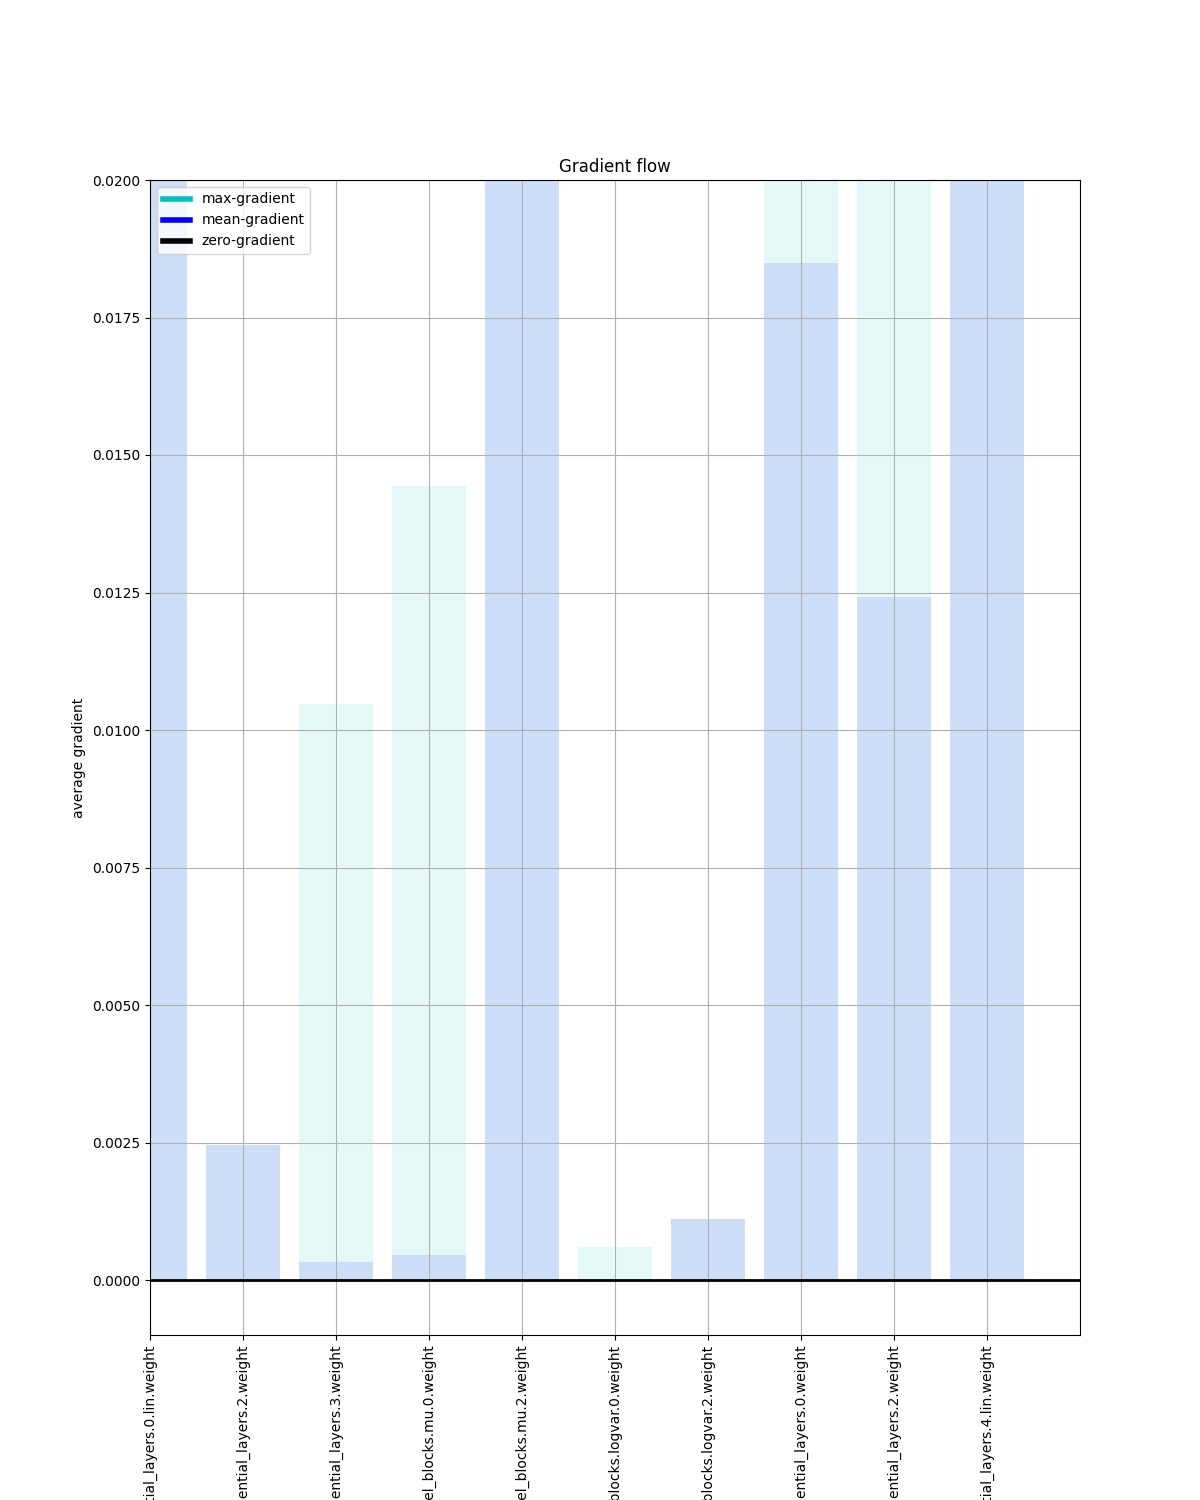 Gradient flow
max-gradient
mean-gradient
zero-gradient
0.0200
0.0175
0.0150
0.0125
0.0100
0.0075
0.0050
0.0025
0.0000
average gradient
tial_layers.0.lin.weight
ential_layers.2.weight
ential_layers.3.weight
el_blocks.mu.0.weight
el_blocks.mu.2.weight
blocks.logvar.0.weight
blocks.logvar.2.weight
ential_layers.0.weight
ential_layers.2.weight
tial_layers.4.lin.weight